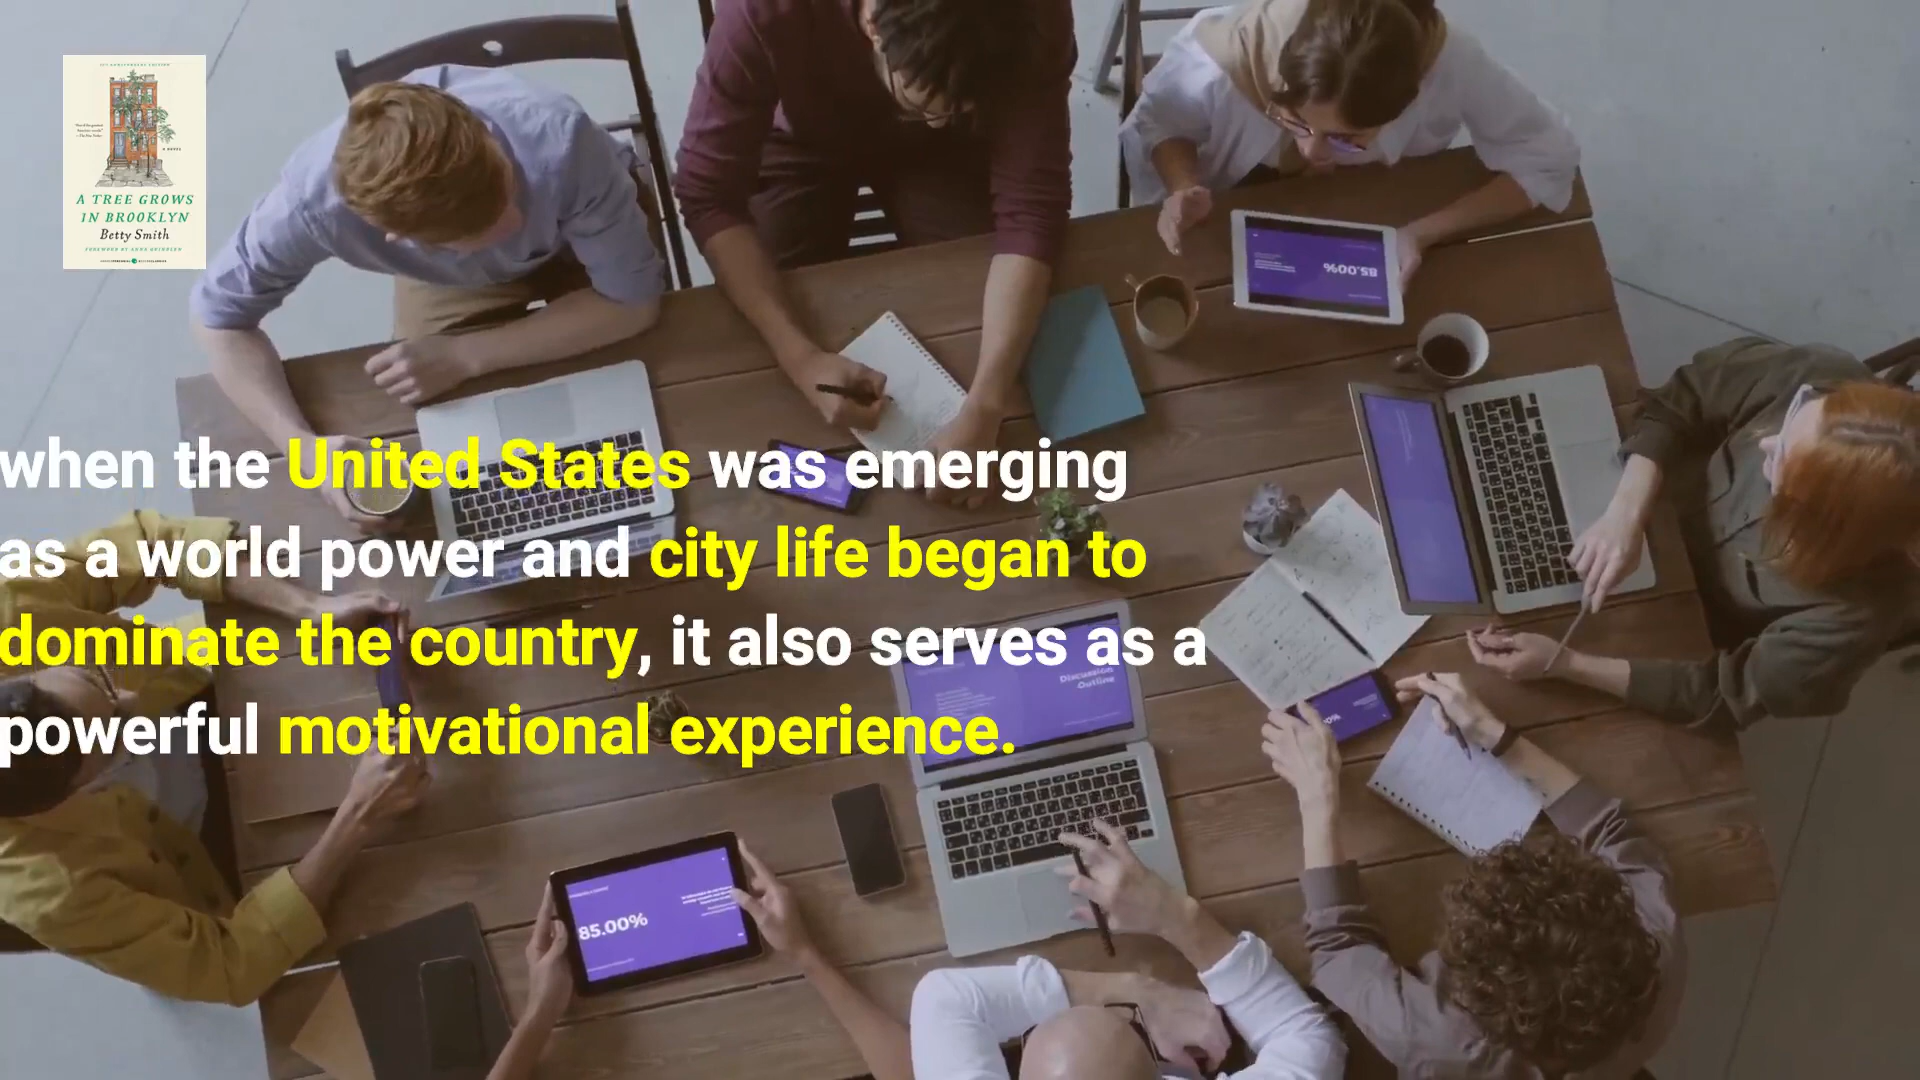 A TREE GROWS
IN BROOKLYN
Betty Smith
A NOVEL
85.00%
when the United States was emerging
as a world power and city life began to
dominate the country, it also serves as a
powerful motivational experience.
Discussion
Outline
85.00%